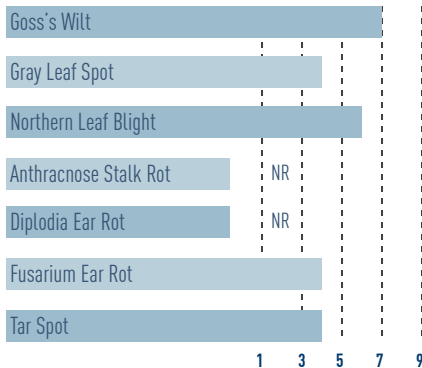 Goss's Wilt
Gray Leaf Spot
Northern Leaf Blight
Anthracnose Stalk Rot NR
Diplodia Ear Rot NR
Fusarium Ear Rot
Tar Spot
1 3 5 7 9